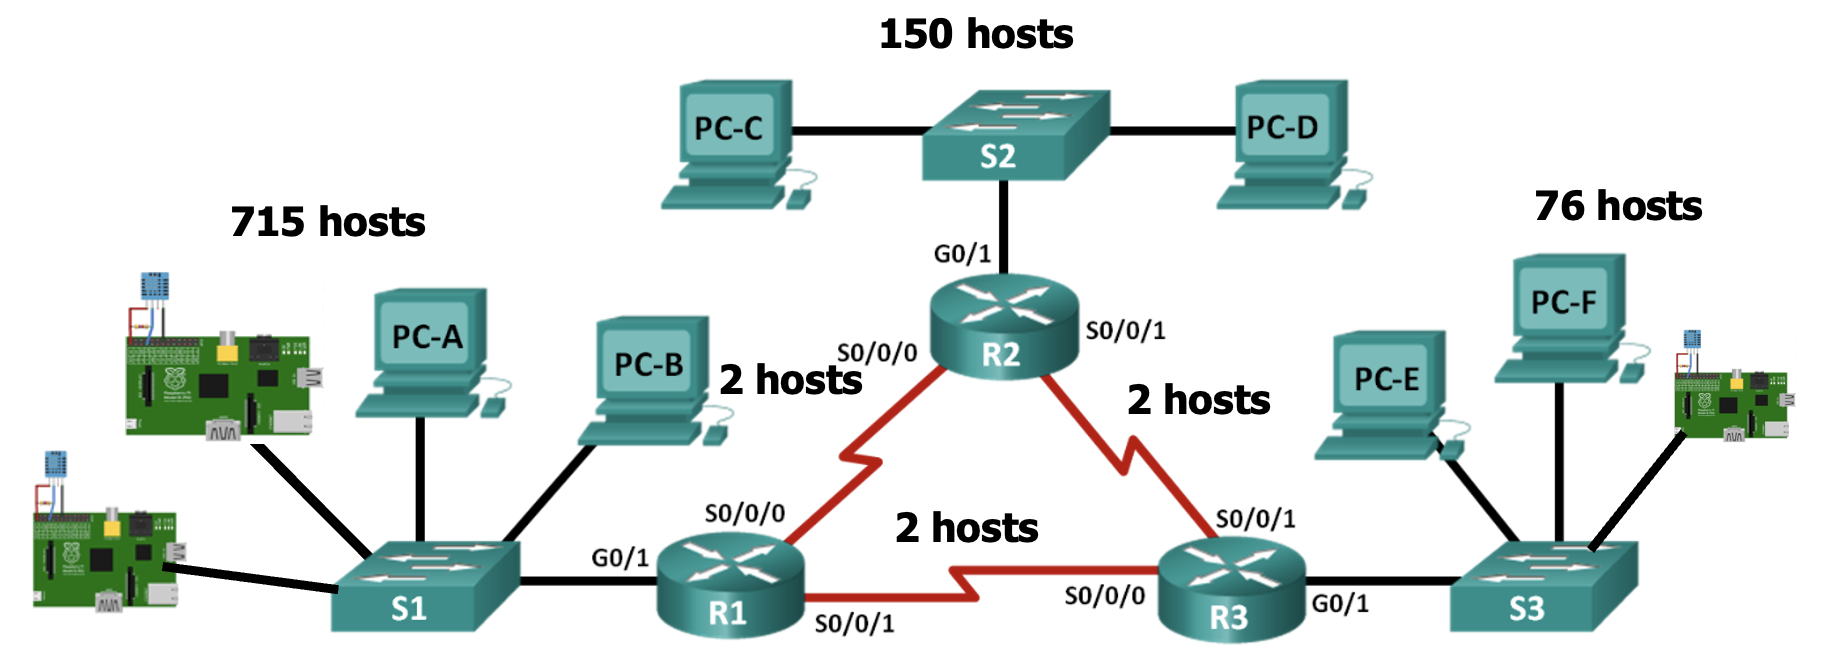 150 hosts
PC-C
PC-D
S2
715 hosts
76 hosts
G0/1
PC-A
PC-B
PC-F
PC-E
2 hosts
S0/0/0
R2
S0/0/1
2 hosts
S0/0/0
2 hosts
S0/0/1
G0/1
S1
R1
S0/0/1
S0/0/0
R3
G0/1
S3